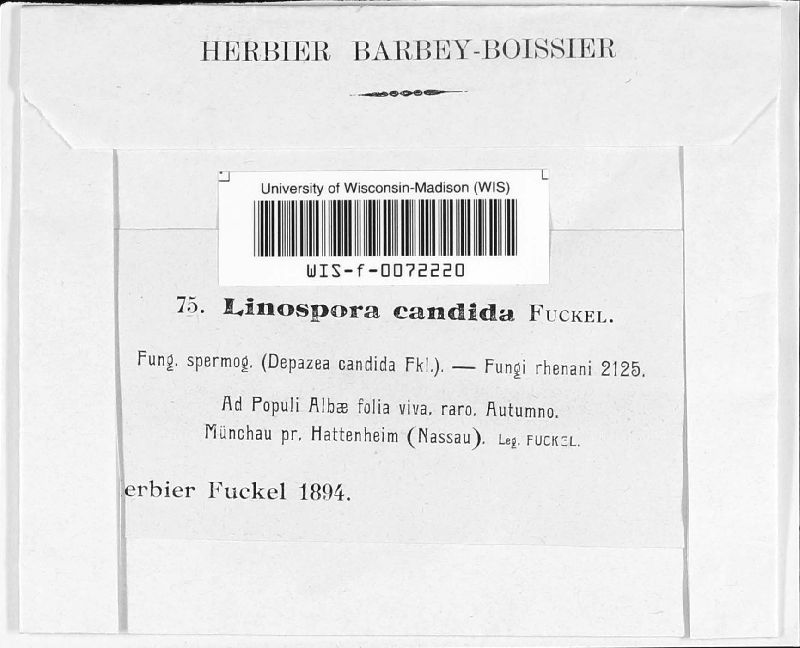 HERBIER BARBEY-BOISSIER
University of Wisconsin-Madison (WIS)
WIS-f-0072220
75. Linospora candida FUCKEL.
Fung. spermog. (Depazea candida Fkl.). — Fungi rhenani 2125.
Ad Populi Albæ folia viva. raro. Autumno.
Münchau pr. Hattenheim (Nassau). Leg. FUCKEL.
erbier Fuckel 1894.